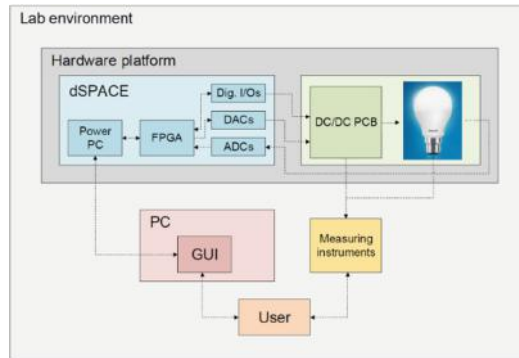 Lab environment
Hardware platform
dSPACE
Dig. I/Os
DACs
ADCs
Power
PC
FPGA
DC/DC PCB
PC
GUI
Measuring
instruments
User